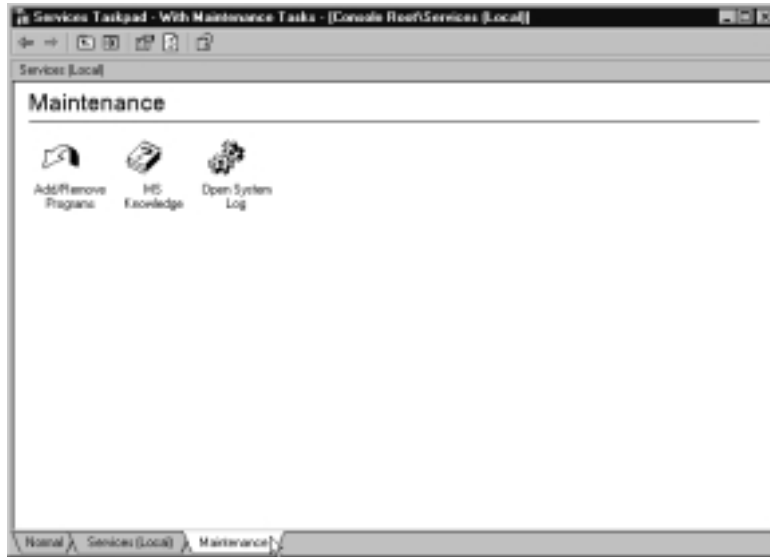 Services Taskpad - With Maintenance Tasks - [Console Root\Services (Local)]
Services (Local)
Maintenance
Add/Remove
Programs
MS
Knowledge
Open System
Log
Normal
Services (Local)
Maintenance